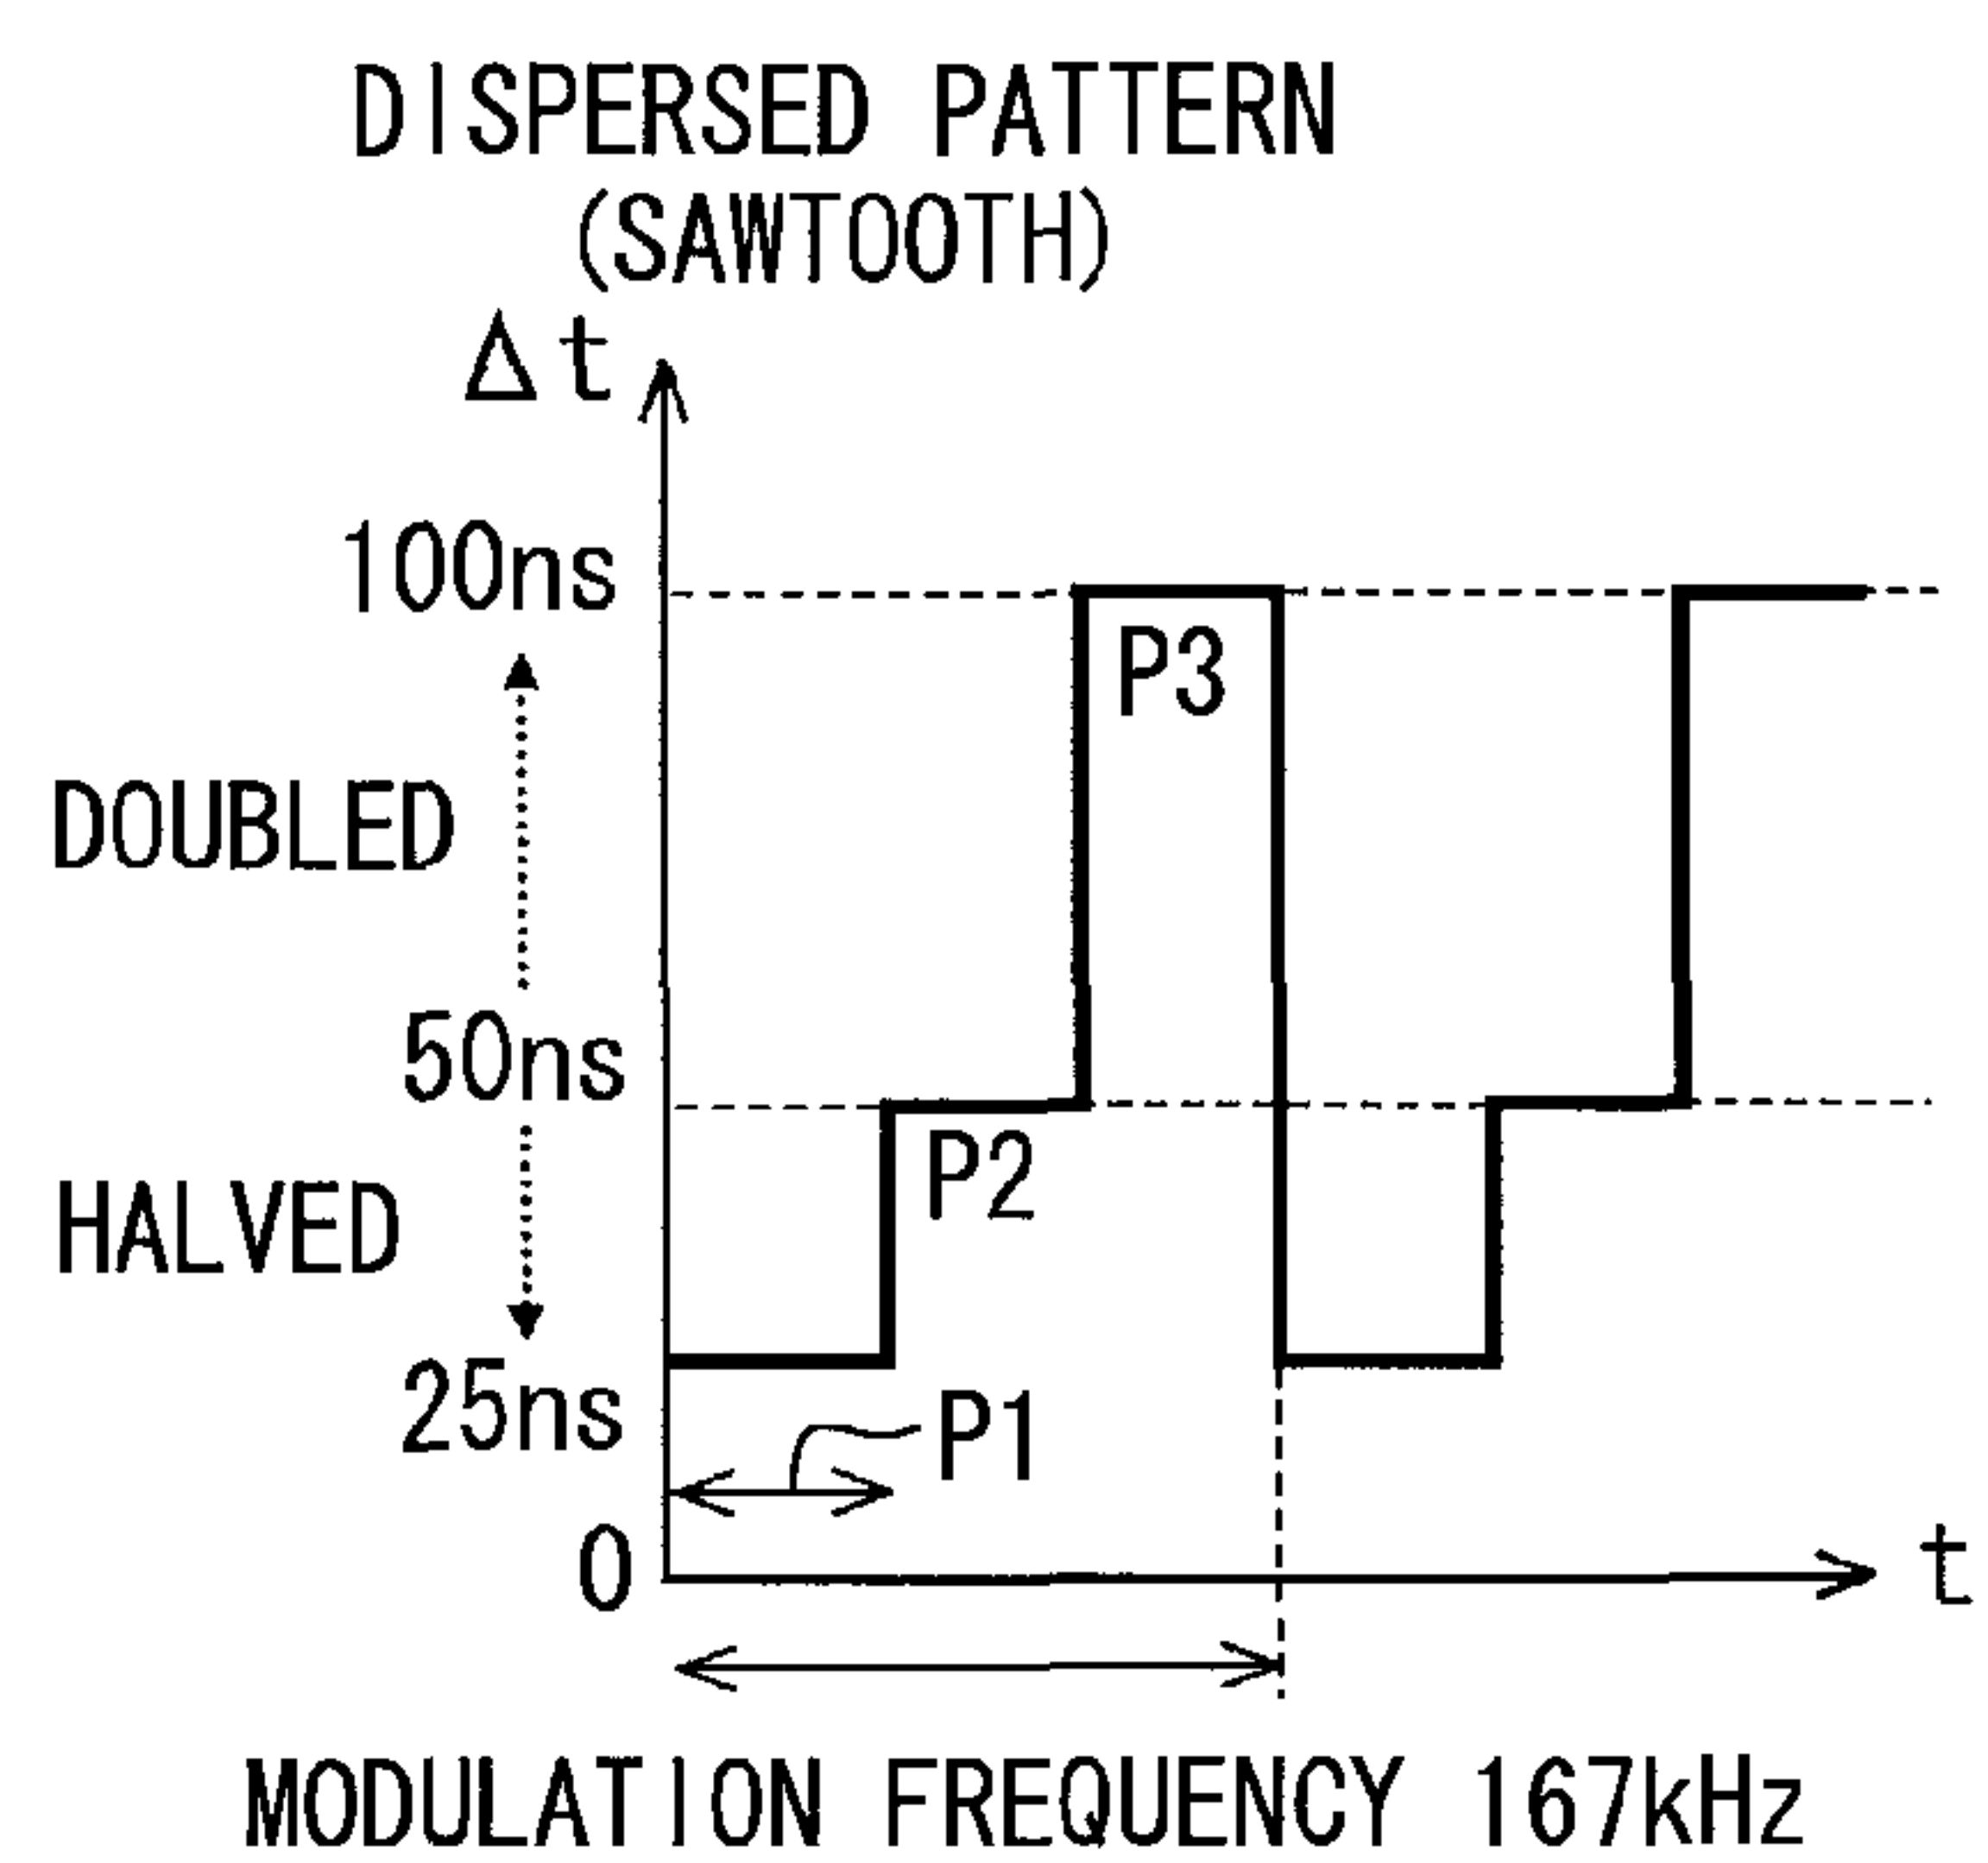 DISPERSED PATTERN
(SAWTOOTH)
Δt
100ns
P3
DOUBLED
50ns
P2
HALVED
25ns
P1
0
t
MODULATION FREQUENCY 167kHz